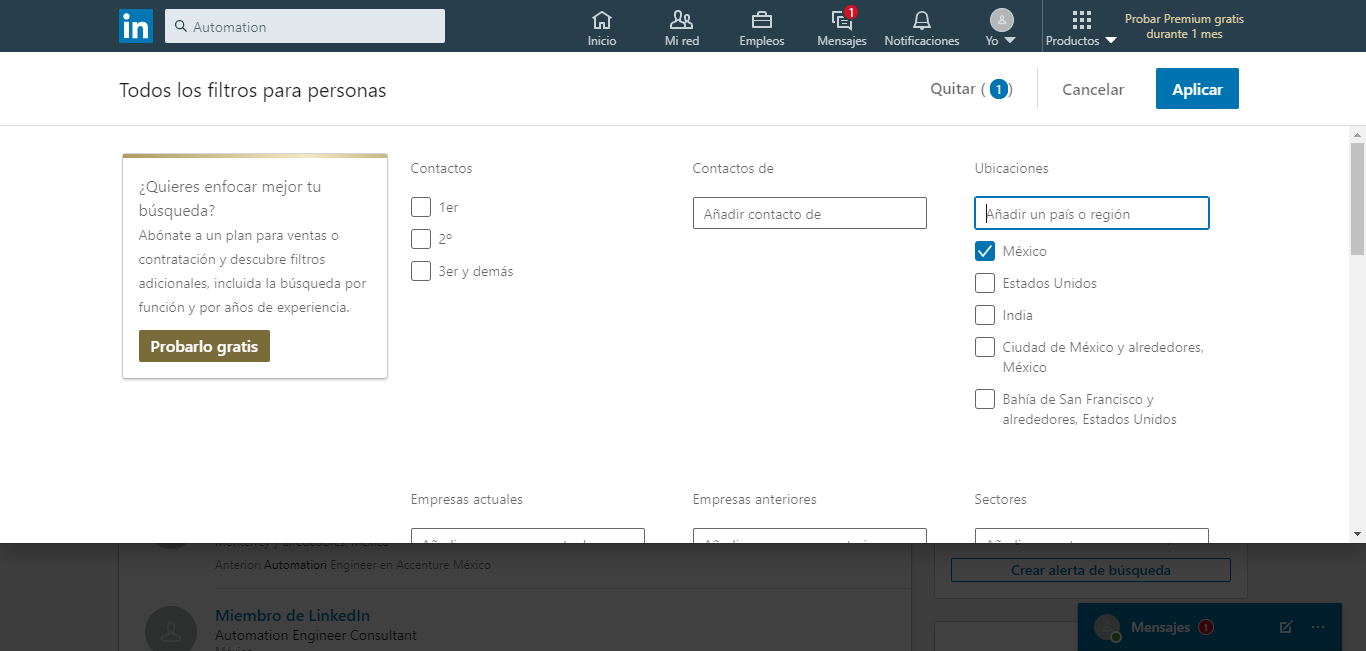 in
Automation
Inicio
Mi red
Empleos
1
Mensajes
Notificaciones
Yo
Productos
Probar Premium gratis
durante 1 mes
Todos los filtros para personas
Quitar (1)
Cancelar
Aplicar
¿Quieres enfocar mejor tu
búsqueda?
Abónate a un plan para ventas o
contratación y descubre filtros
adicionales, incluida la búsqueda por
función y por años de experiencia.
Probarlo gratis
Contactos
1er
2º
3er y demás
Contactos de
Añadir contacto de
Ubicaciones
Añadir un país o región
México
Estados Unidos
India
Ciudad de México y alrededores,
México
Bahía de San Francisco y
alrededores, Estados Unidos
Empresas actuales
Empresas anteriores
Sectores
Anterior: Automation Engineer en Accenture México
Miembro de LinkedIn
Automation Engineer Consultant
México
Crear alerta de búsqueda
Mensajes 1